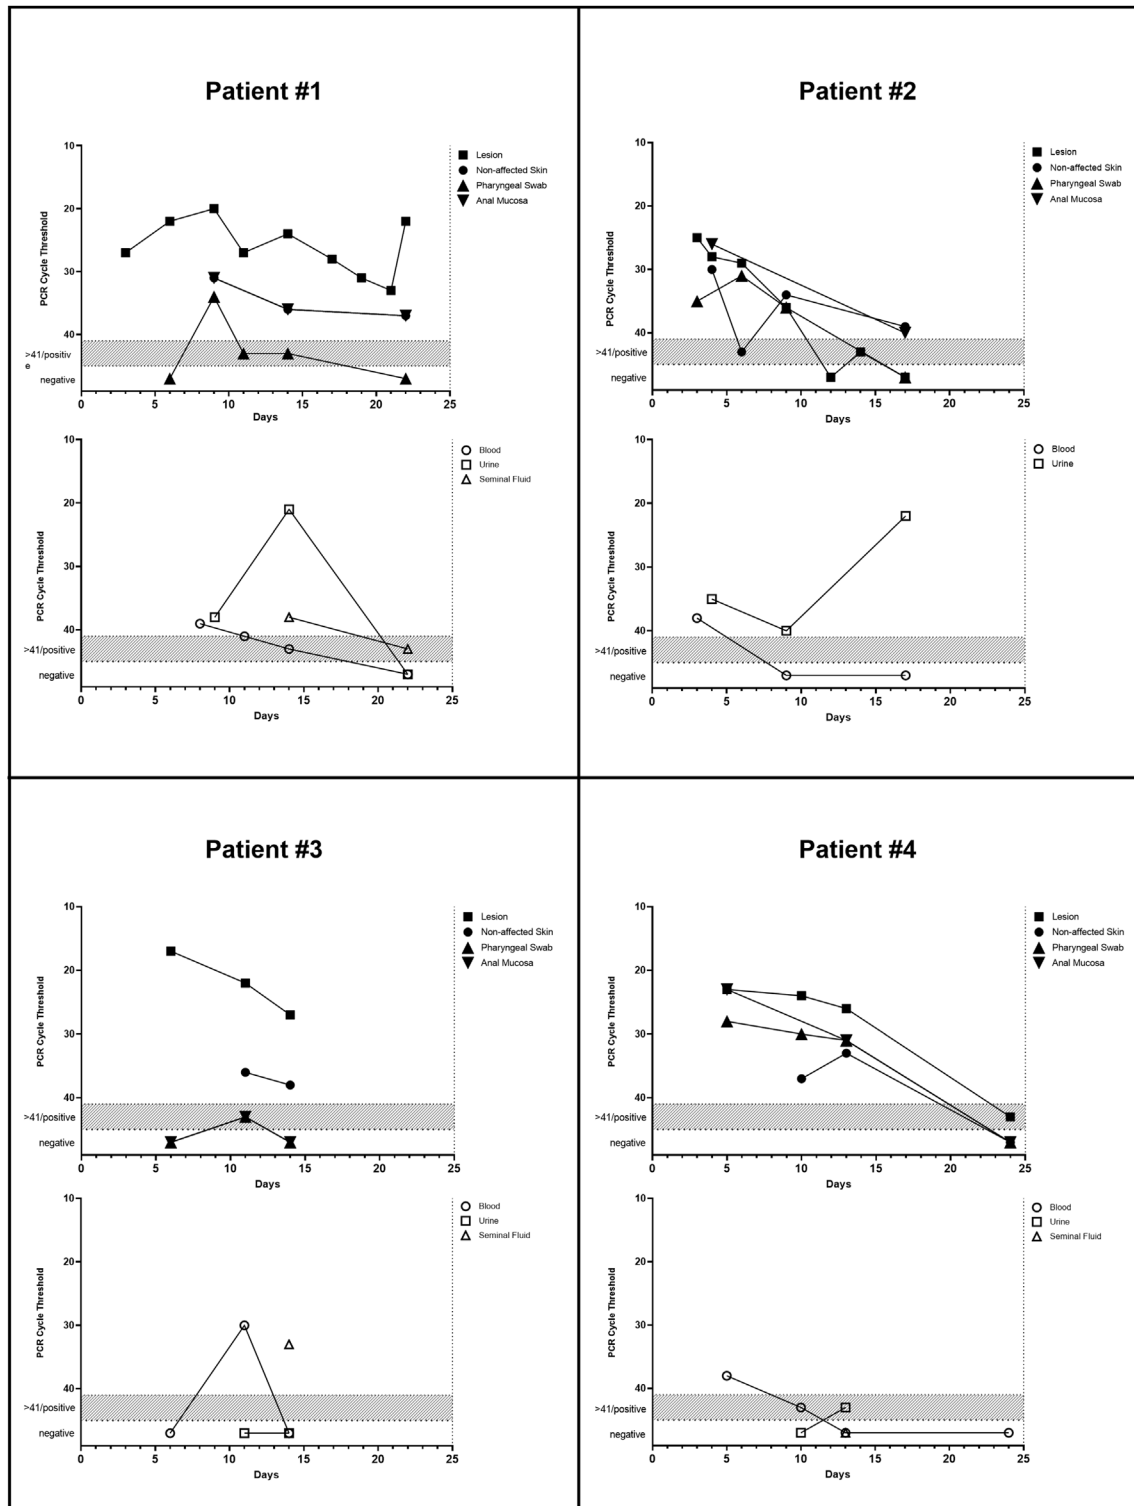 Patient #1
10
20
30
40
>41/positiv
e
negative
PCR Cycle Threshold
0
5
10
15
20
25
Days
Lesion
Non-affected Skin
Pharyngeal Swab
Anal Mucosa
10
20
30
40
>41/positive
negative
PCR Cycle Threshold
0
5
10
15
20
25
Days
Blood
Urine
Seminal Fluid
Patient #2
10
20
30
40
>41/positive
negative
PCR Cycle Threshold
0
5
10
15
20
25
Days
Lesion
Non-affected Skin
Pharyngeal Swab
Anal Mucosa
10
20
30
40
>41/positive
negative
PCR Cycle Threshold
0
5
10
15
20
25
Days
Blood
Urine
Patient #3
10
20
30
40
>41/positive
negative
PCR Cycle Threshold
0
5
10
15
20
25
Days
Lesion
Non-affected Skin
Pharyngeal Swab
Anal Mucosa
10
20
30
40
>41/positive
negative
PCR Cycle Threshold
0
5
10
15
20
25
Days
Blood
Urine
Seminal Fluid
Patient #4
10
20
30
40
>41/positive
negative
PCR Cycle Threshold
0
5
10
15
20
25
Days
Lesion
Non-affected Skin
Pharyngeal Swab
Anal Mucosa
10
20
30
40
>41/positive
negative
PCR Cycle Threshold
0
5
10
15
20
25
Days
Blood
Urine
Seminal Fluid